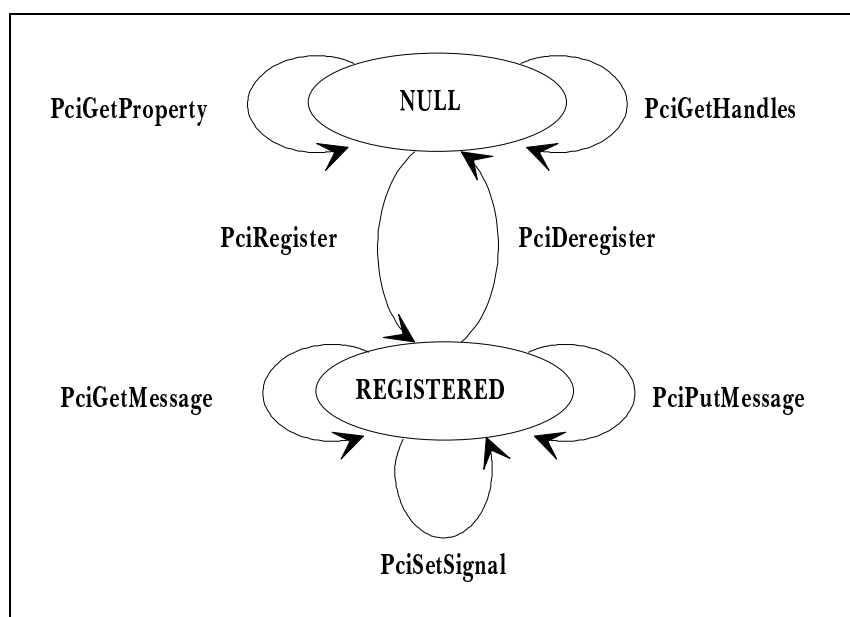 NULL
PciGetProperty
PciGetHandles
PciRegister
PciDeregister
REGISTERED
PciGetMessage
PciPutMessage
PciSetSignal